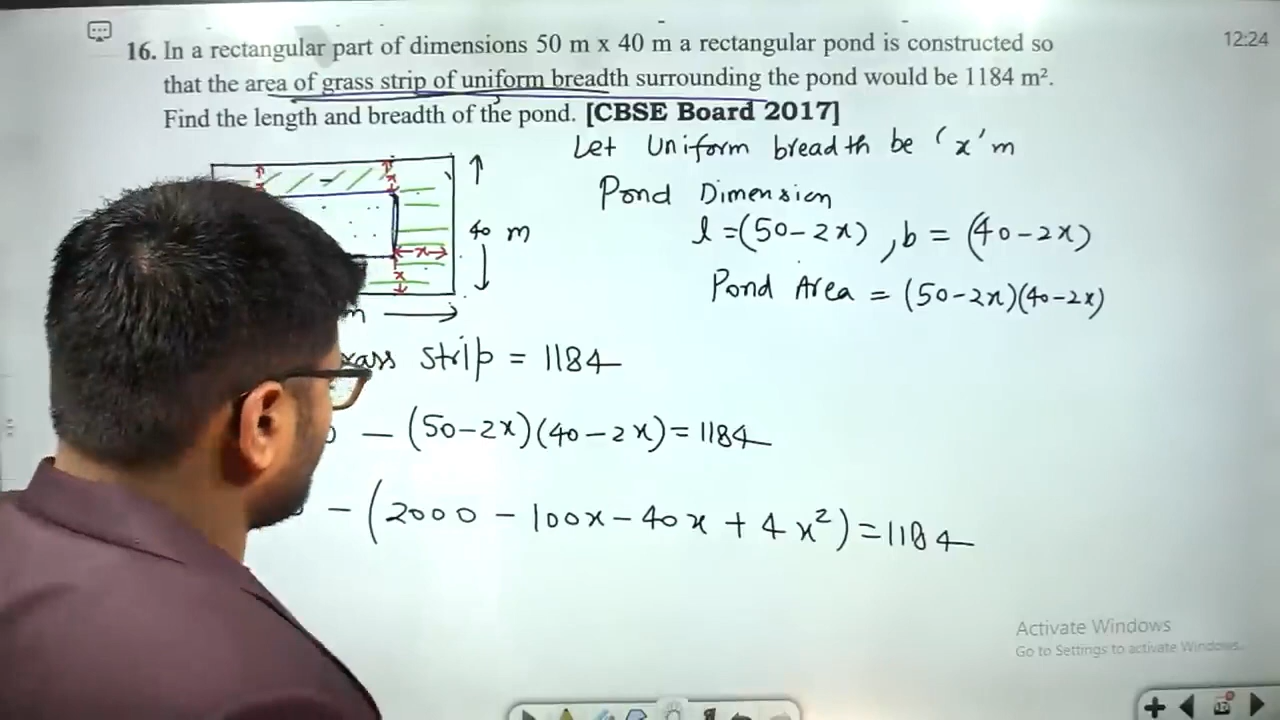 16. In a rectangular part of dimensions 50 m x 40 m a rectangular pond is constructed so
that the area of grass strip of uniform breadth surrounding the pond would be 1184 m².
Find the length and breadth of the pond. [CBSE Board 2017]
12:24
Let Uniform breadth be 'x' m
Pond Dimension
l = (50-2x), b = (40-2x)
Pond Area = (50-2x)(40-2x)
x
x
x
x
40 m
m
strip = 1184
- (50-2x)(40-2x) = 1184
- (2000 - 100x - 40x + 4x²) = 1184
Activate Windows
Go to Settings to activate Windows.